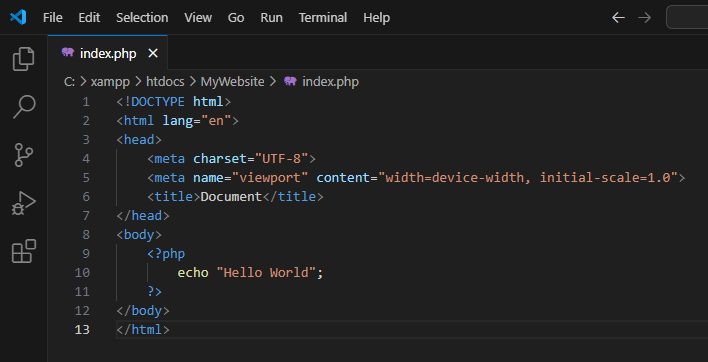 File Edit Selection View Go Run Terminal Help
index.php
C: > xampp > htdocs > MyWebsite > index.php
1 <!DOCTYPE html>
2 <html lang="en">
3 <head>
4     <meta charset="UTF-8">
5     <meta name="viewport" content="width=device-width, initial-scale=1.0">
6     <title>Document</title>
7 </head>
8 <body>
9     <?php
10         echo "Hello World";
11     ?>
12 </body>
13 </html>